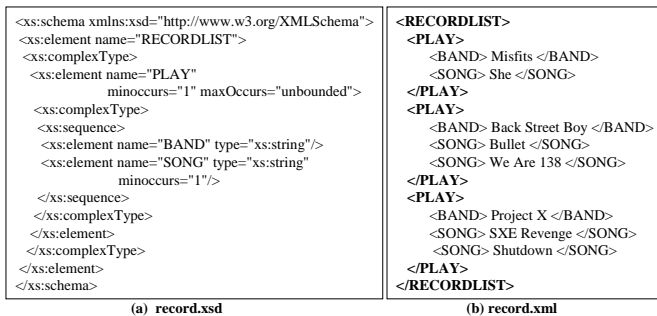 <xs:schema xmlns:xsd="http://www.w3.org/XMLSchema">
<xs:element name="RECORDLIST">
<xs:complexType>
<xs:element name="PLAY"
minoccurs="1" maxOccurs="unbounded">
<xs:complexType>
<xs:sequence>
<xs:element name="BAND" type="xs:string"/>
<xs:element name="SONG" type="xs:string"
minoccurs="1"/>
</xs:sequence>
</xs:complexType>
</xs:element>
</xs:complexType>
</xs:element>
</xs:schema>
(a) record.xsd
<RECORDLIST>
<PLAY>
<BAND> Misfits </BAND>
<SONG> She </SONG>
</PLAY>
<PLAY>
<BAND> Back Street Boy </BAND>
<SONG> Bullet </SONG>
<SONG> We Are 138 </SONG>
</PLAY>
<PLAY>
<BAND> Project X </BAND>
<SONG> SXE Revenge </SONG>
<SONG> Shutdown </SONG>
</PLAY>
</RECORDLIST>
(b) record.xml